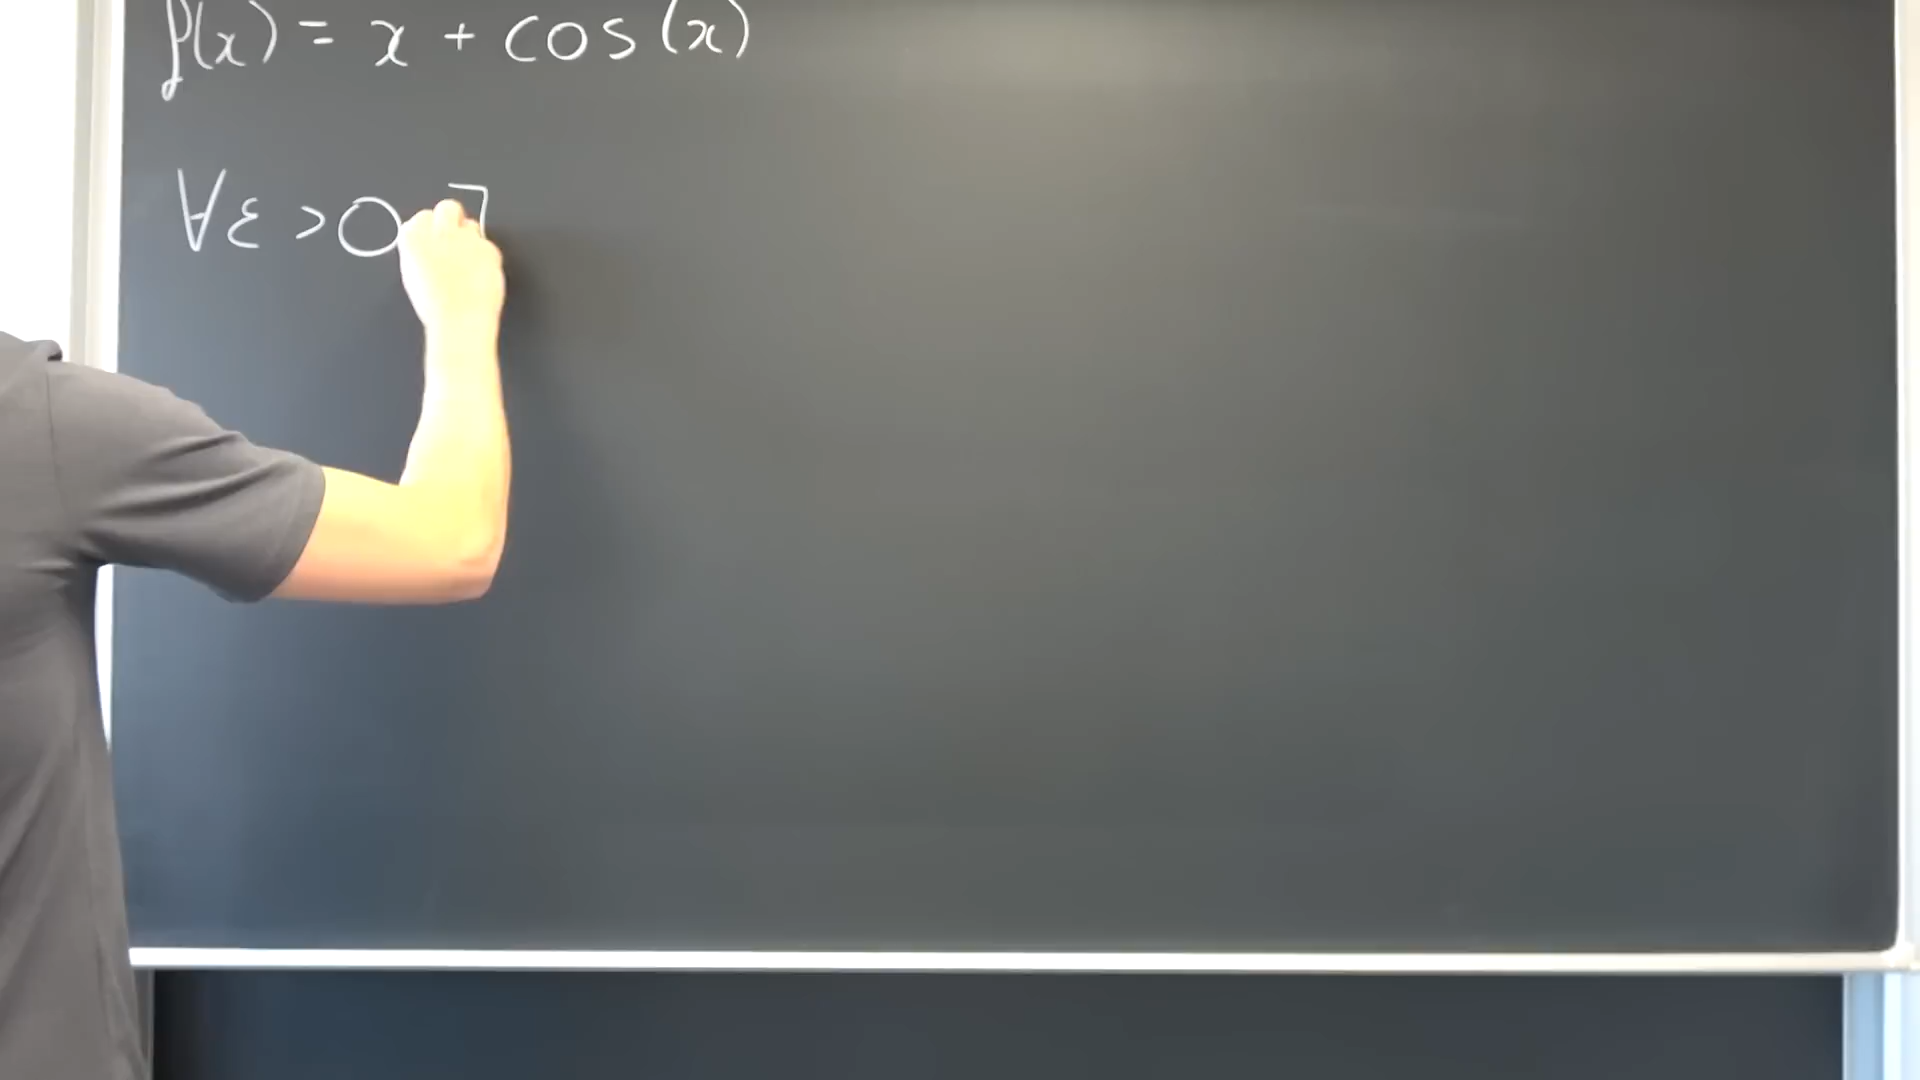 f(x) = x + cos(x)
∀ε > 0